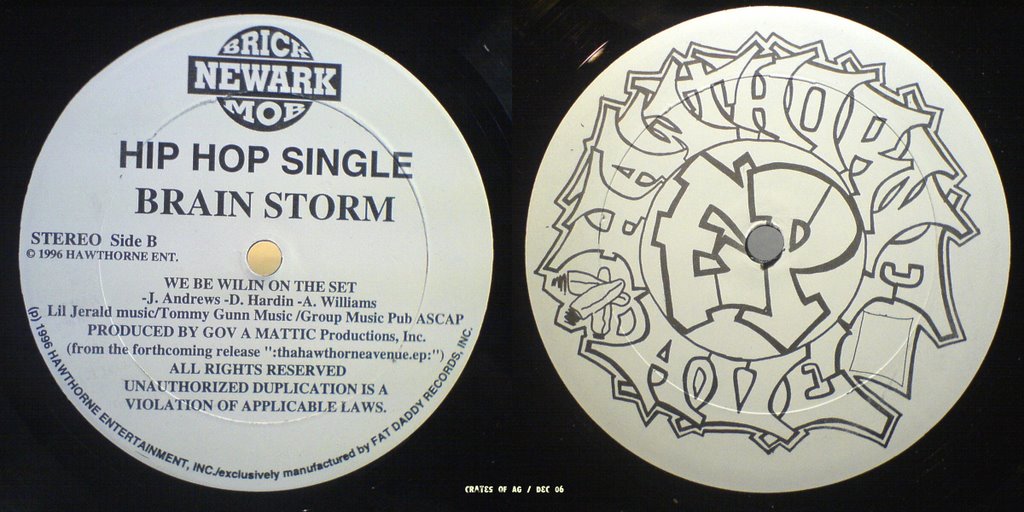 BRICK
NEWARK
MOB
HIP HOP SINGLE
BRAIN STORM
STEREO Side B
© 1996 HAWTHORNE ENT.
WE BE WILIN ON THE SET
-J. Andrews -D. Hardin -A. Williams
Lil Jerald music/Tommy Gunn Music /Group Music Pub ASCAP
PRODUCED BY GOV A MATTIC Productions, Inc.
(from the forthcoming release ":thahawthorneavenue.ep:")
ALL RIGHTS RESERVED
UNAUTHORIZED DUPLICATION IS A
VIOLATION OF APPLICABLE LAWS.
(p) 1996 HAWTHORNE ENTERTAINMENT, INC./exclusively manufactured by FAT DADDY RECORDS, INC.
EP
CRATES OF AG / DEC 06